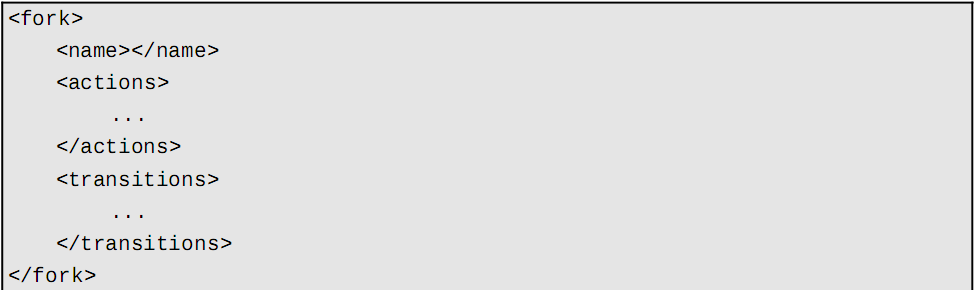 <fork>
    <name></name>
    <actions>
        ...
    </actions>
    <transitions>
        ...
    </transitions>
</fork>